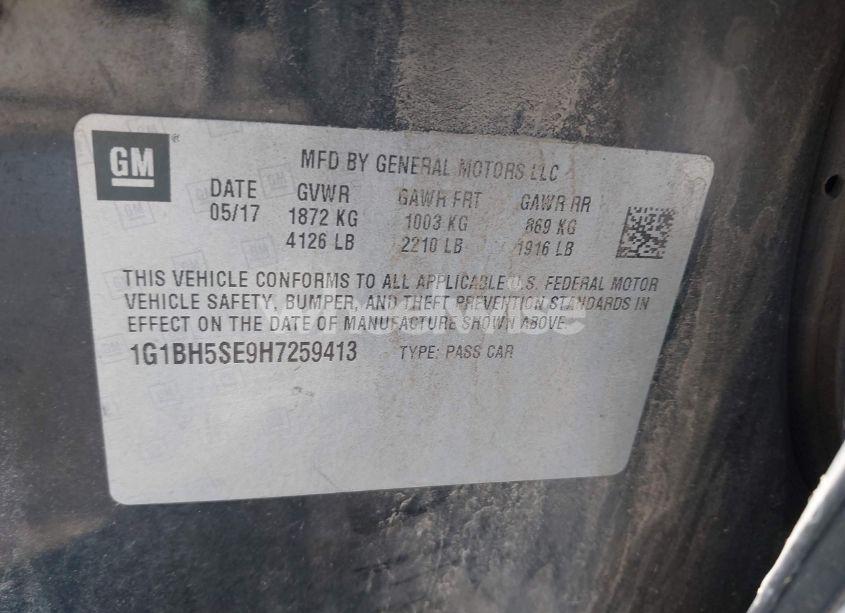 GM
MFD BY GENERAL MOTORS LLC
DATE GVWR GAWR FRT GAWR RR
05/17 1872 KG 1003 KG 869 KG
4126 LB 2210 LB 1916 LB
THIS VEHICLE CONFORMS TO ALL APPLICABLE U.S. FEDERAL MOTOR
VEHICLE SAFETY, BUMPER, AND THEFT PREVENTION STANDARDS IN
EFFECT ON THE DATE OF MANUFACTURE SHOWN ABOVE.
1G1BH5SE9H7259413 TYPE: PASS CAR